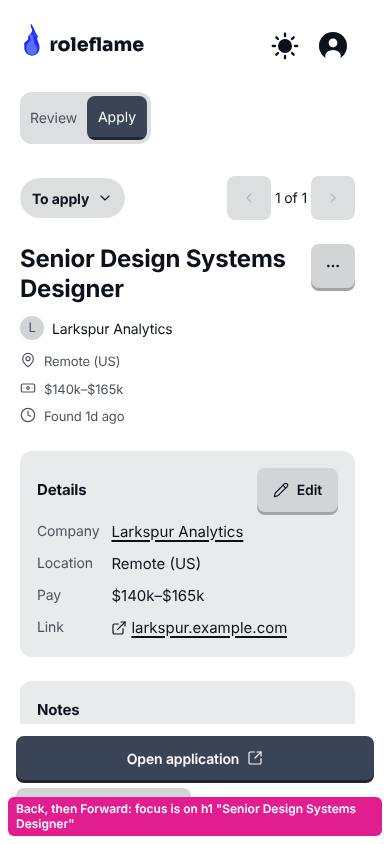 roleflame
Review
Apply
To apply
1 of 1
Senior Design Systems
Designer
...
L
Larkspur Analytics
Remote (US)
$140k–$165k
Found 1d ago
Details
Edit
Company Larkspur Analytics
Location Remote (US)
Pay $140k–$165k
Link larkspur.example.com
Notes
Open application
Back, then Forward: focus is on h1 "Senior Design Systems
Designer"